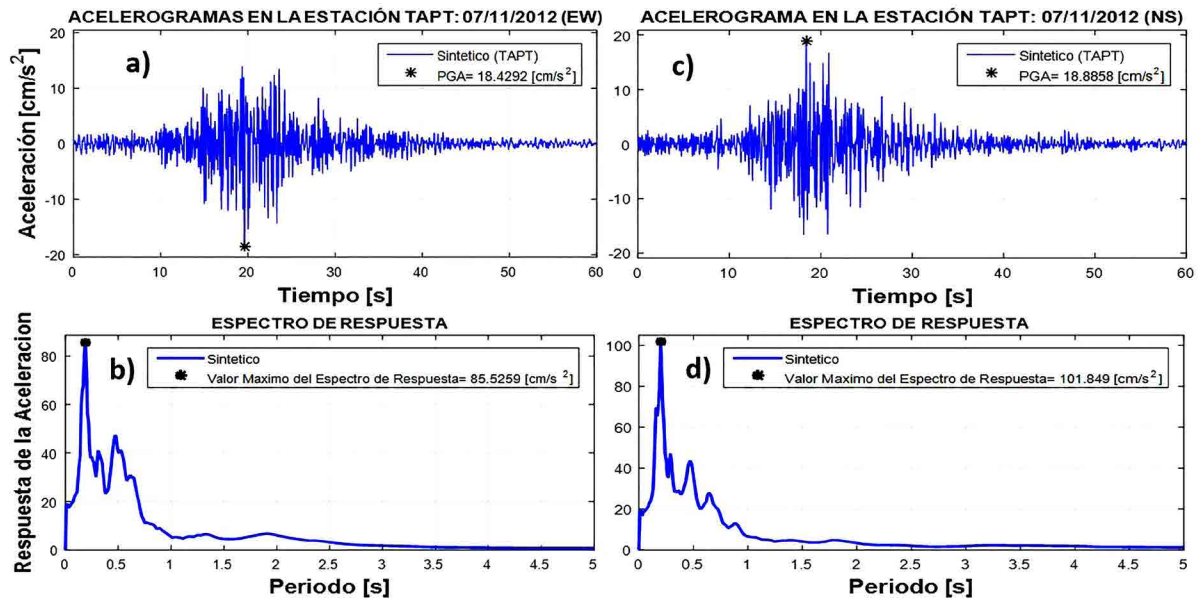 ACELEROGRAMAS EN LA ESTACIÓN TAPT: 07/11/2012 (EW)
a)
Sintetico (TAPT)
PGA= 18.4292 [cm/s²]
Aceleración [cm/s²]
20
10
0
-10
-20
0 10 20 30 40 50 60
Tiempo [s]
ACELEROGRAMA EN LA ESTACIÓN TAPT: 07/11/2012 (NS)
c)
Sintetico (TAPT)
PGA= 18.8858 [cm/s²]
20
10
0
-10
-20
0 10 20 30 40 50 60
Tiempo [s]
ESPECTRO DE RESPUESTA
b)
Sintetico
Valor Maximo del Espectro de Respuesta= 85.5259 [cm/s ²]
Respuesta de la Aceleracion
80
60
40
20
0
0 0.5 1 1.5 2 2.5 3 3.5 4 4.5 5
Periodo [s]
ESPECTRO DE RESPUESTA
d)
Sintetico
Valor Maximo del Espectro de Respuesta= 101.849 [cm/s ²]
100
80
60
40
20
0
0 0.5 1 1.5 2 2.5 3 3.5 4 4.5 5
Periodo [s]